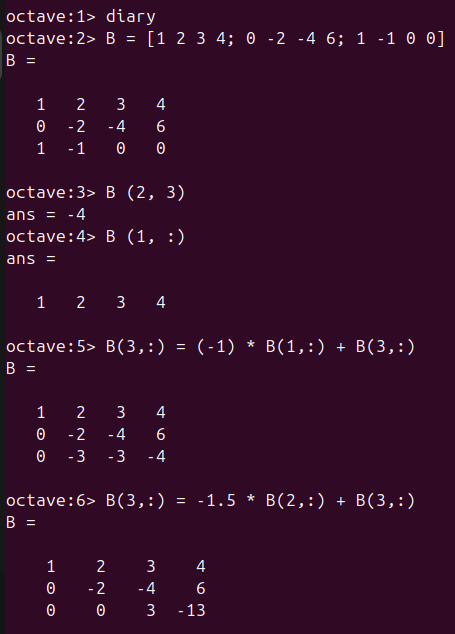 octave:1> diary
octave:2> B = [1 2 3 4; 0 -2 -4 6; 1 -1 0 0]
B =
1 2 3 4
0 -2 -4 6
1 -1 0 0
octave:3> B (2, 3)
ans = -4
octave:4> B (1, :)
ans =
1 2 3 4
octave:5> B(3,:) = (-1) * B(1,:) + B(3,:)
B =
1 2 3 4
0 -2 -4 6
0 -3 -3 -4
octave:6> B(3,:) = -1.5 * B(2,:) + B(3,:)
B =
1 2 3 4
0 -2 -4 6
0 0 3 -13